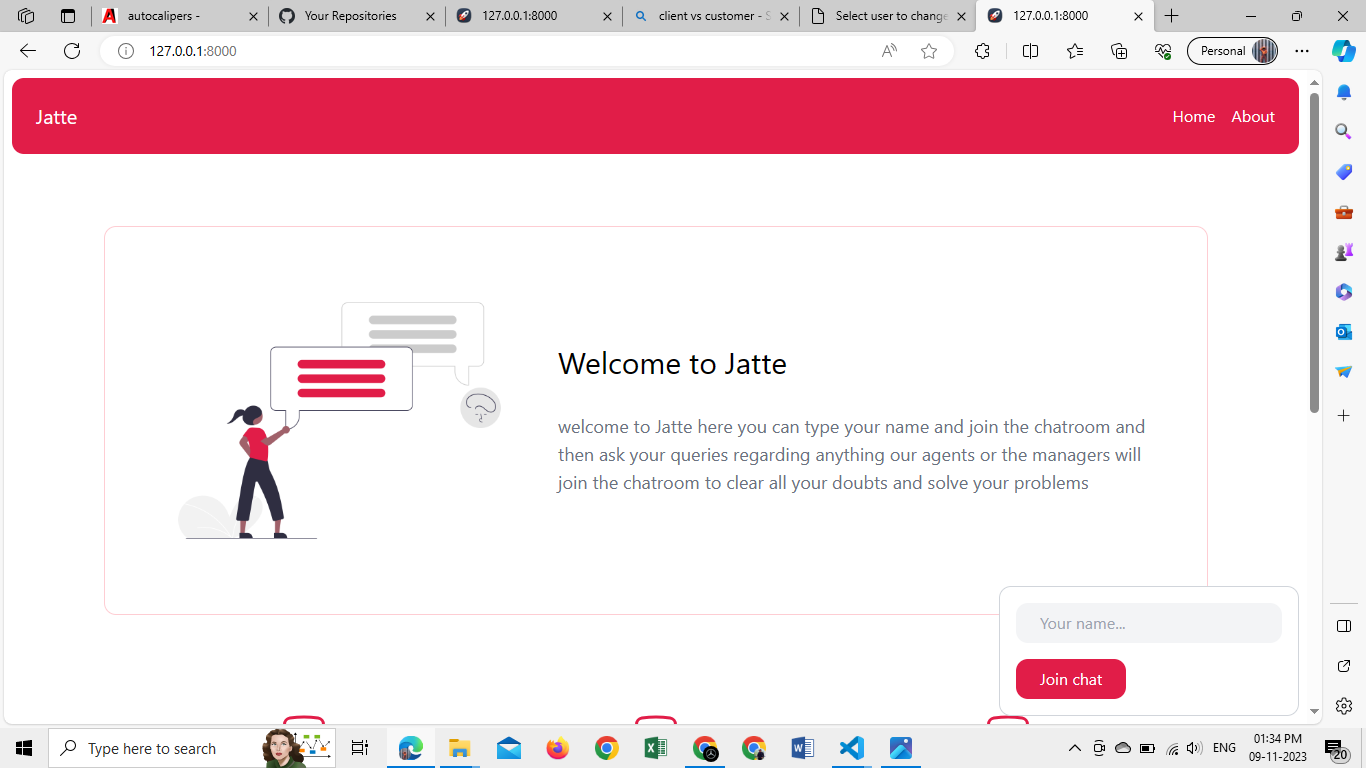 autocalipers -
Your Repositories
127.0.0.1:8000
client vs customer - S
Select user to change
127.0.0.1:8000
127.0.0.1:8000
Personal
Jatte
Home
About
Welcome to Jatte
welcome to Jatte here you can type your name and join the chatroom and
then ask your queries regarding anything our agents or the managers will
join the chatroom to clear all your doubts and solve your problems
Your name...
Join chat
Type here to search
ENG
01:34 PM
09-11-2023
20